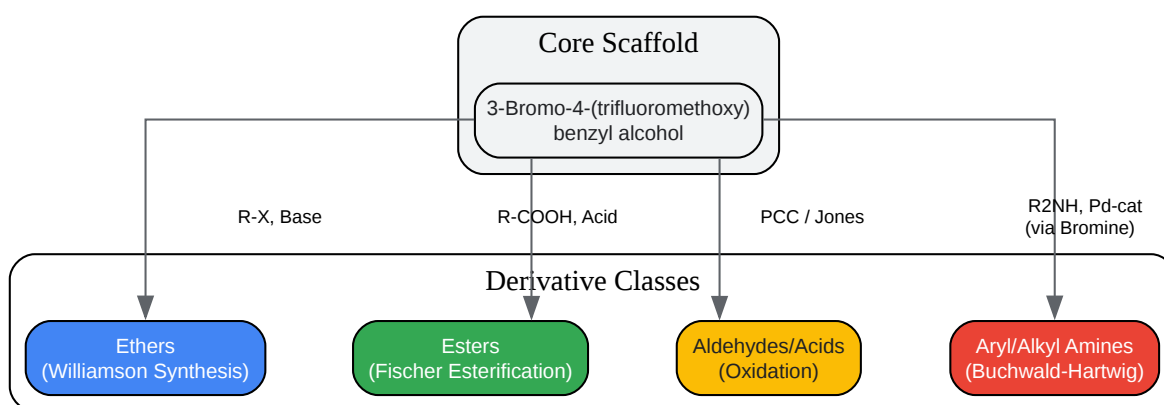 Core Scaffold
3-Bromo-4-(trifluoromethoxy)
benzyl alcohol
R-X, Base
R-COOH, Acid
PCC / Jones
R2NH, Pd-cat
(via Bromine)
Derivative Classes
Ethers
(Williamson Synthesis)
Esters
(Fischer Esterification)
Aldehydes/Acids
(Oxidation)
Aryl/Alkyl Amines
(Buchwald-Hartwig)